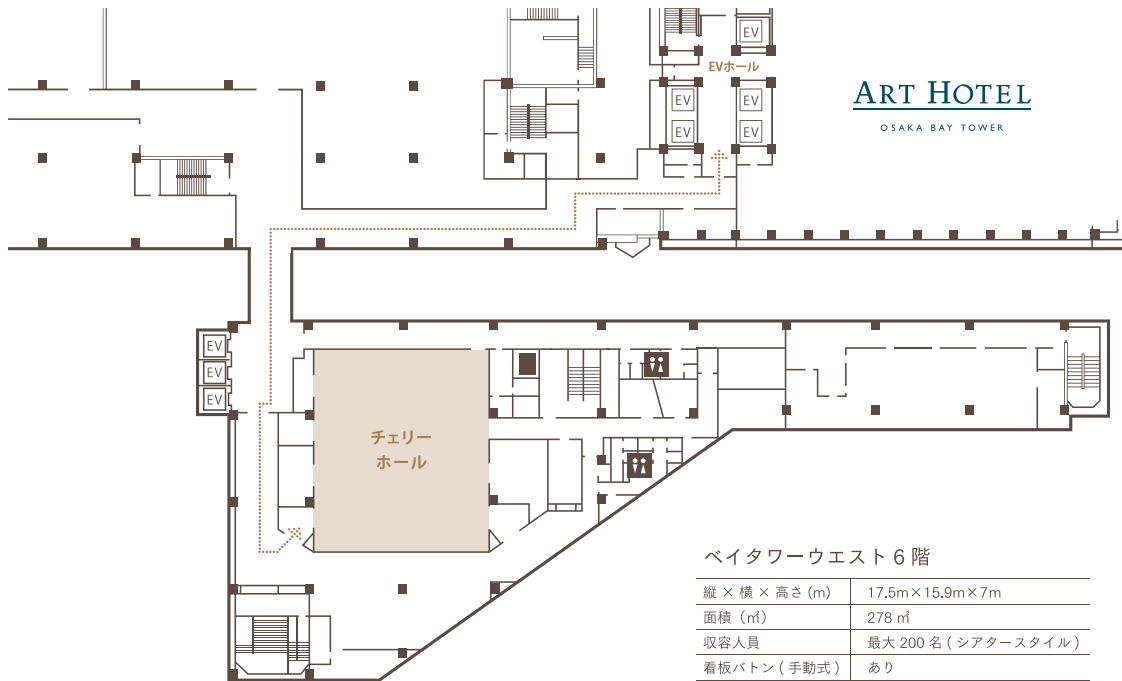 EV
EVホール
EV EV
EV EV
ART HOTEL
OSAKA BAY TOWER
EV
EV
EV
チェリー
ホール
ベイタワーウエスト 6 階
縦 × 横 × 高さ (m) 17.5m×15.9m×7m
面積（㎡） 278 ㎡
収容人員 最大 200 名 ( シアタースタイル )
看板バトン ( 手動式 ) あり